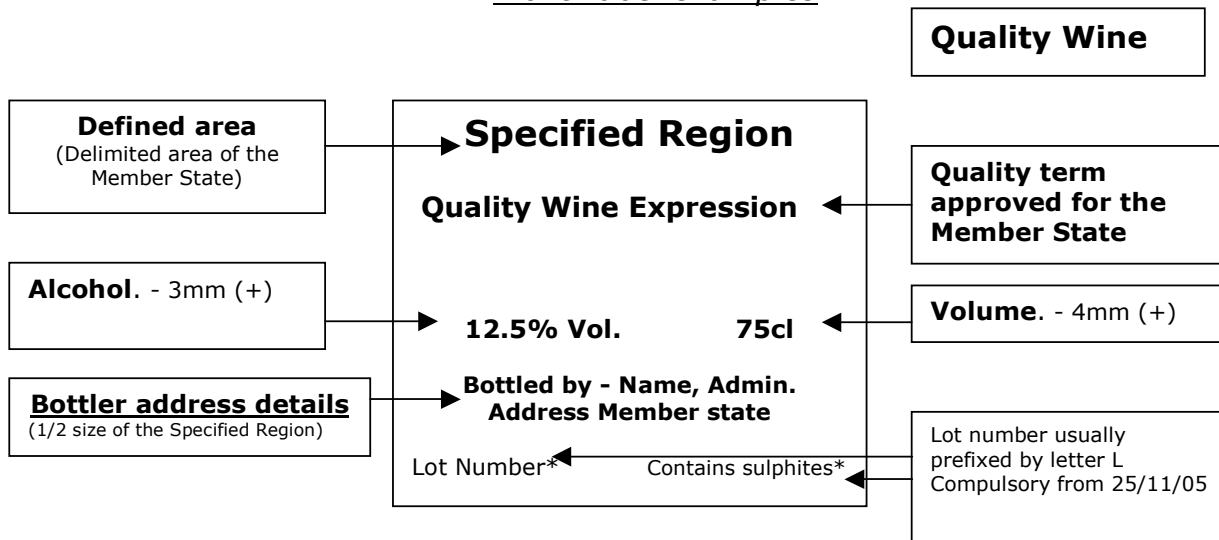 Quality Wine
Defined area
(Delimited area of the
Member State)
Specified Region
Quality Wine Expression
Quality term
approved for the
Member State
Alcohol. - 3mm (+)
12.5% Vol. 75cl
Volume. - 4mm (+)
Bottler address details
(1/2 size of the Specified Region)
Bottled by - Name, Admin.
Address Member state
Lot Number* Contains sulphites*
Lot number usually
prefixed by letter L
Compulsory from 25/11/05